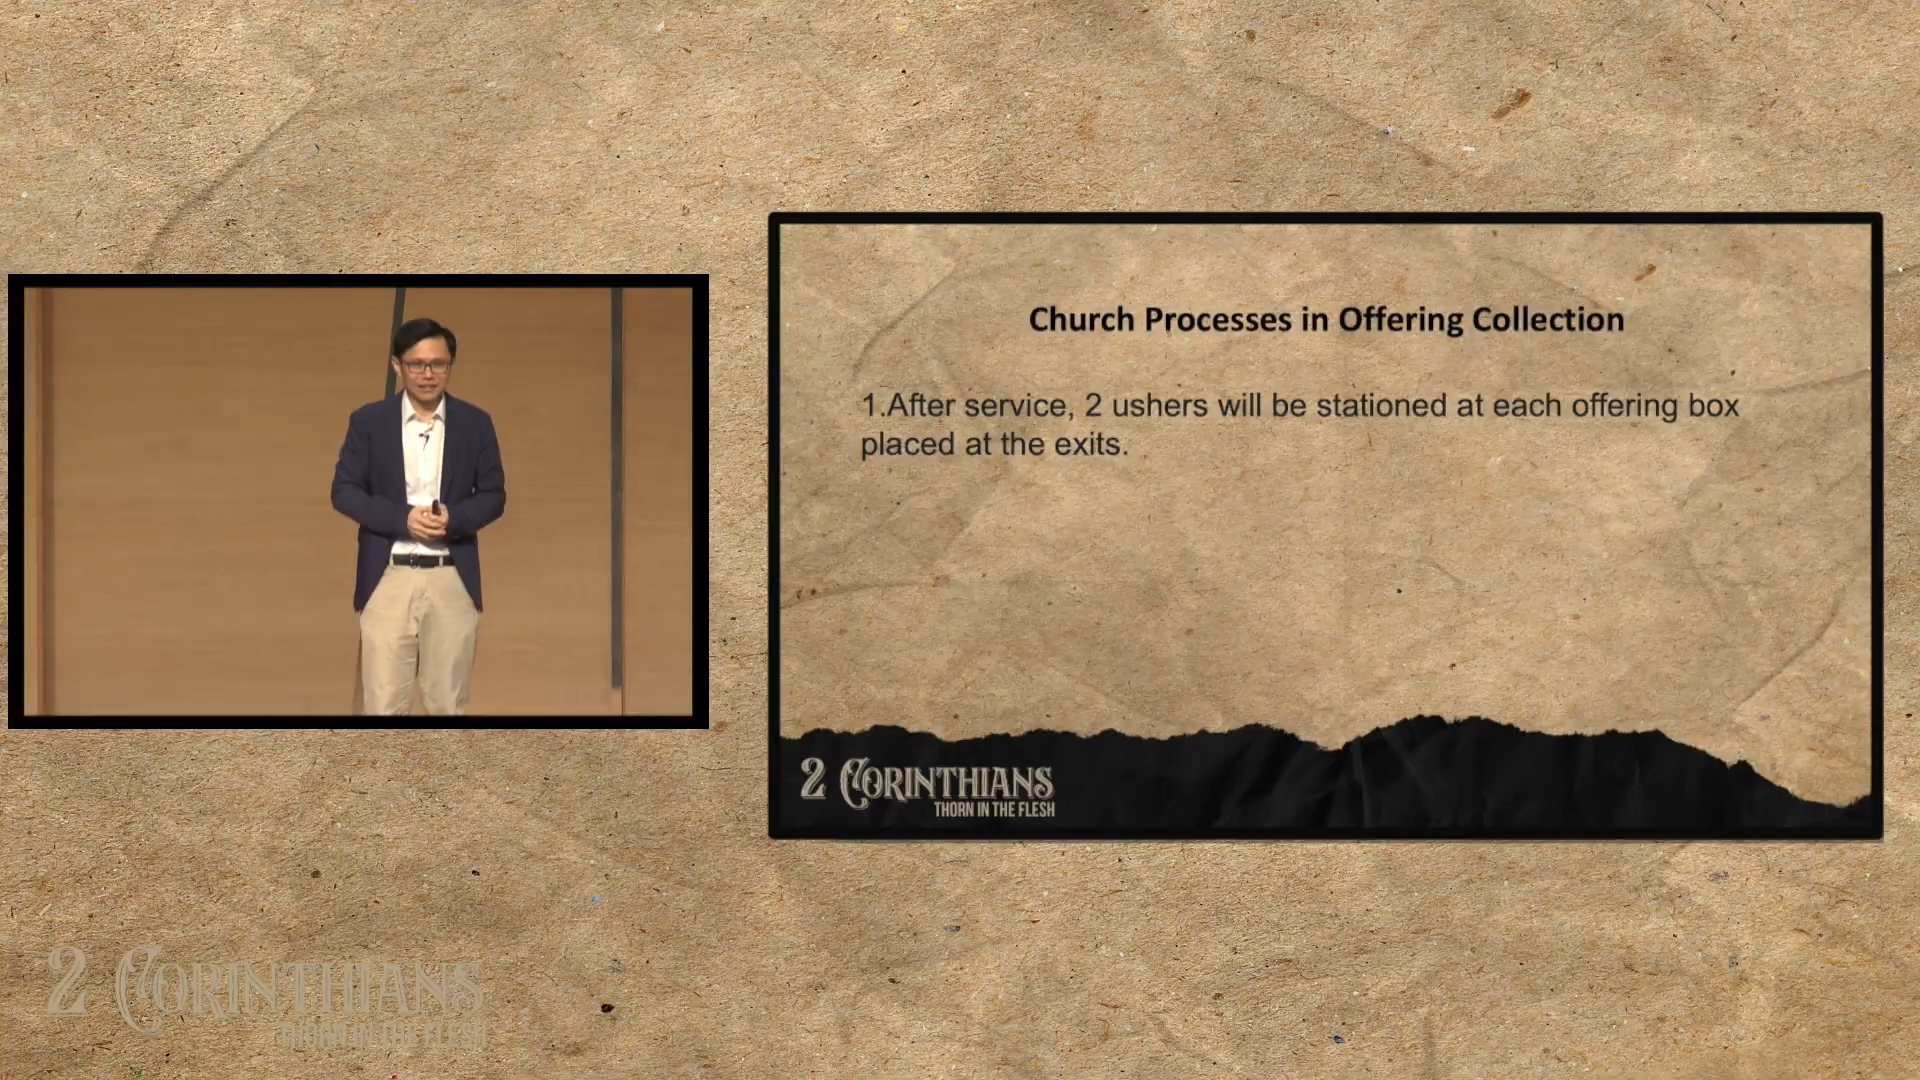 Church Processes in Offering Collection
1.After service, 2 ushers will be stationed at each offering box
placed at the exits.
2 CORINTHIANS
THORN IN THE FLESH
2 CORINTHIANS
THORN IN THE FLESH